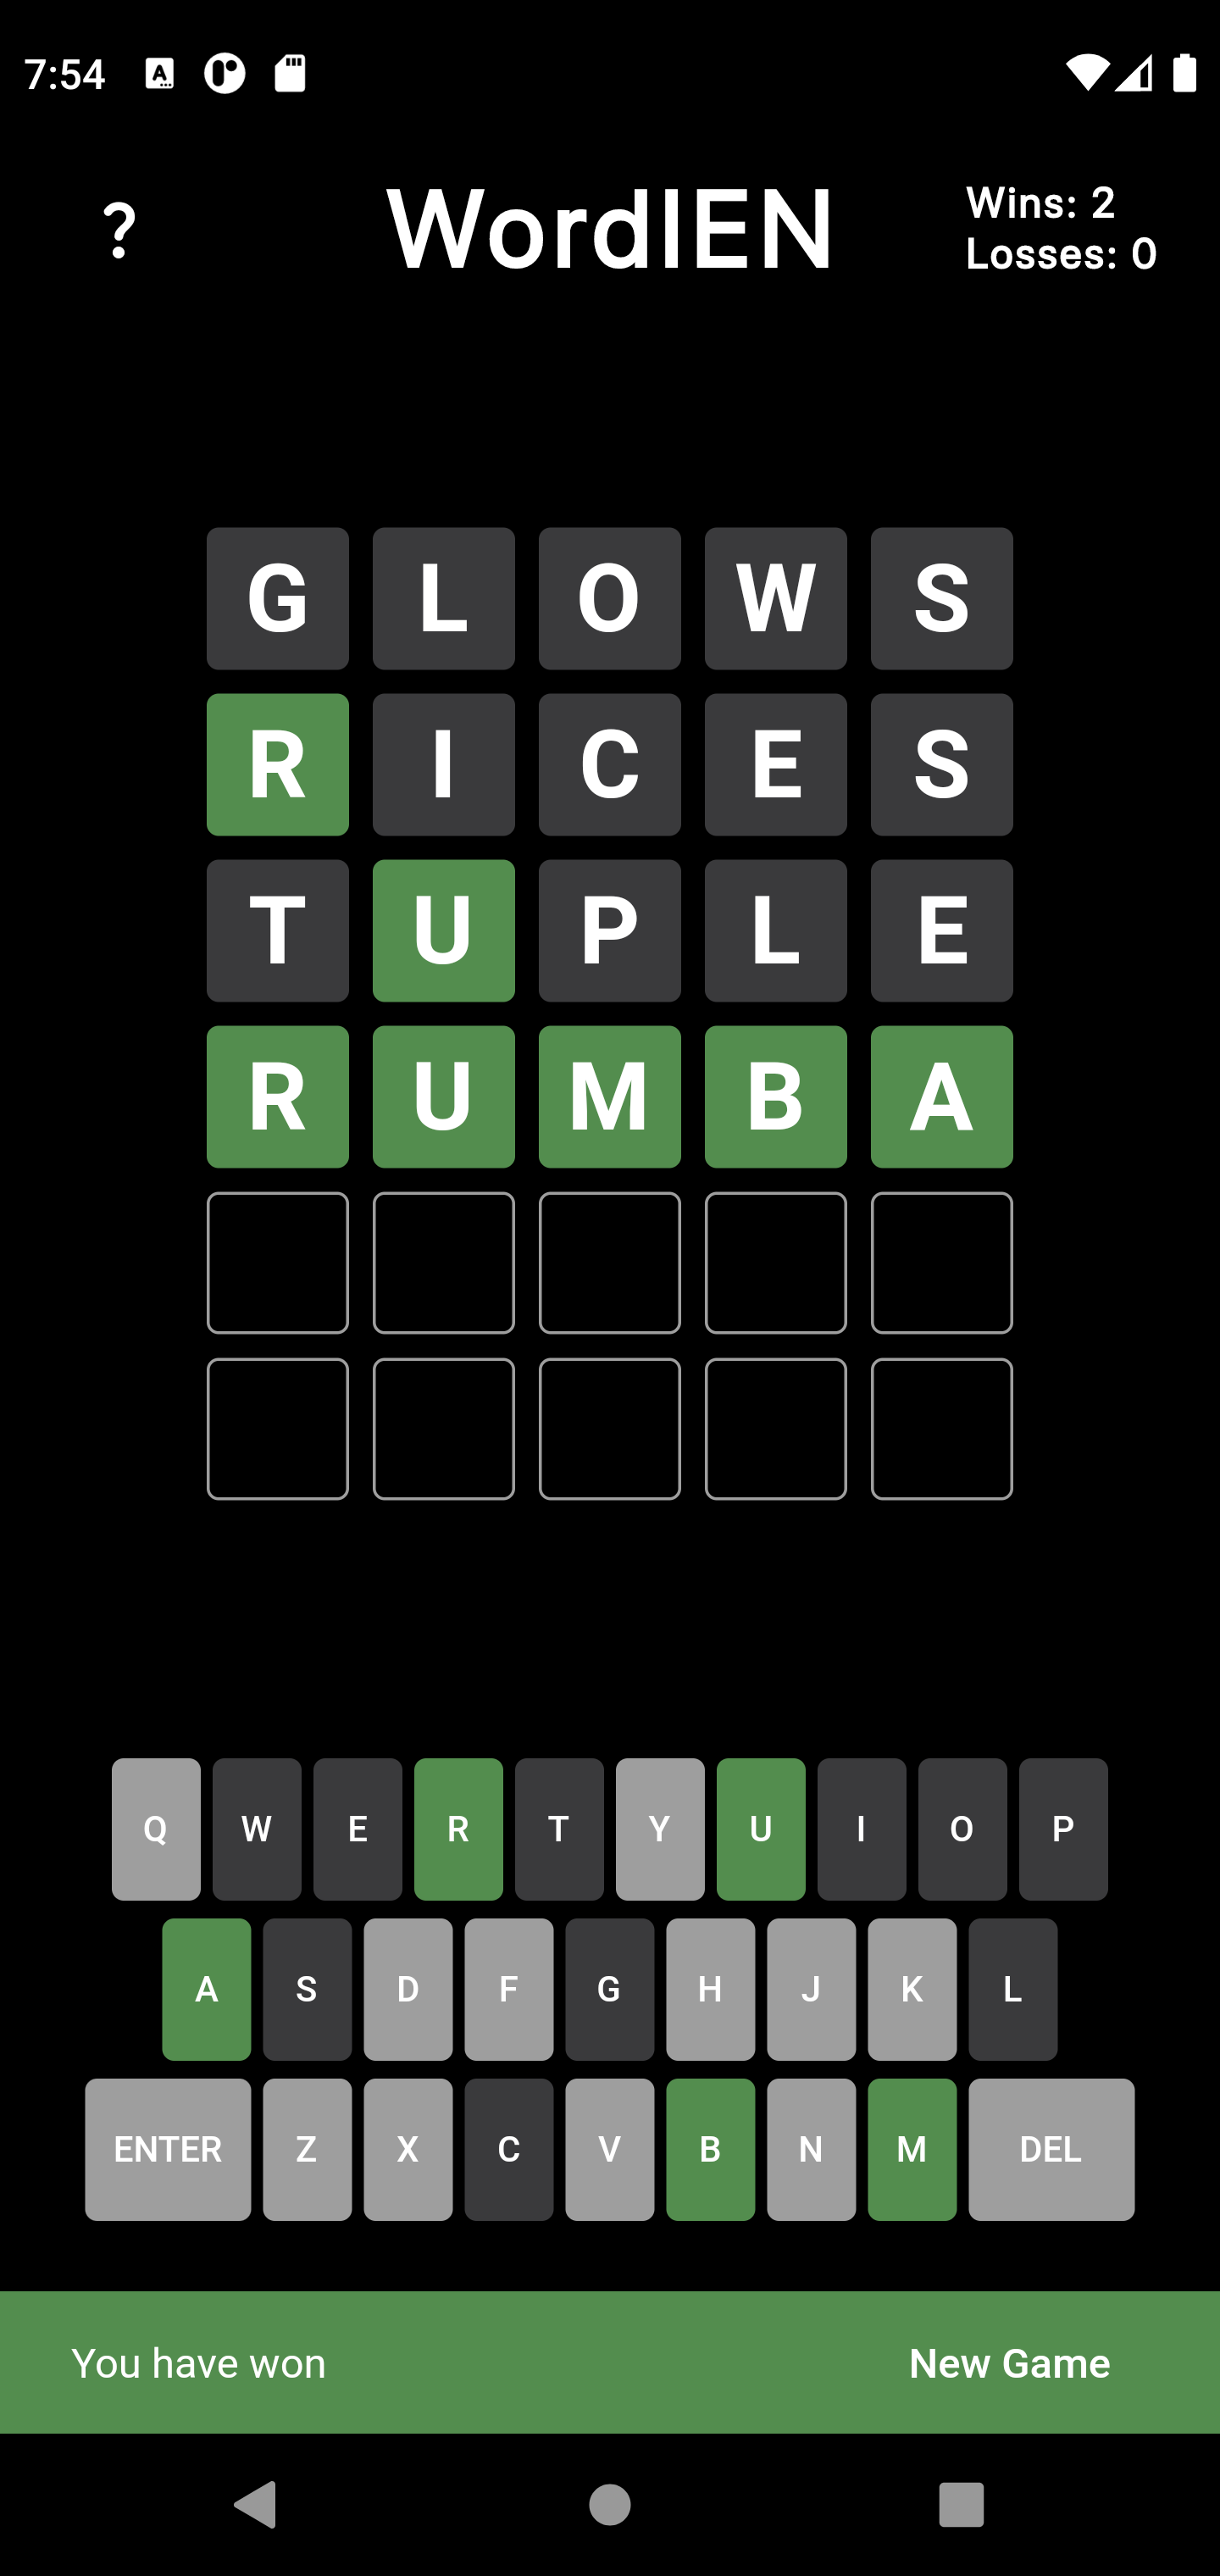 7:54
?
WordlEN
Wins: 2
Losses: 0
G L O W S
R I C E S
T U P L E
R U M B A
Q W E R T Y U I O P
A S D F G H J K L
ENTER Z X C V B N M DEL
You have won New Game